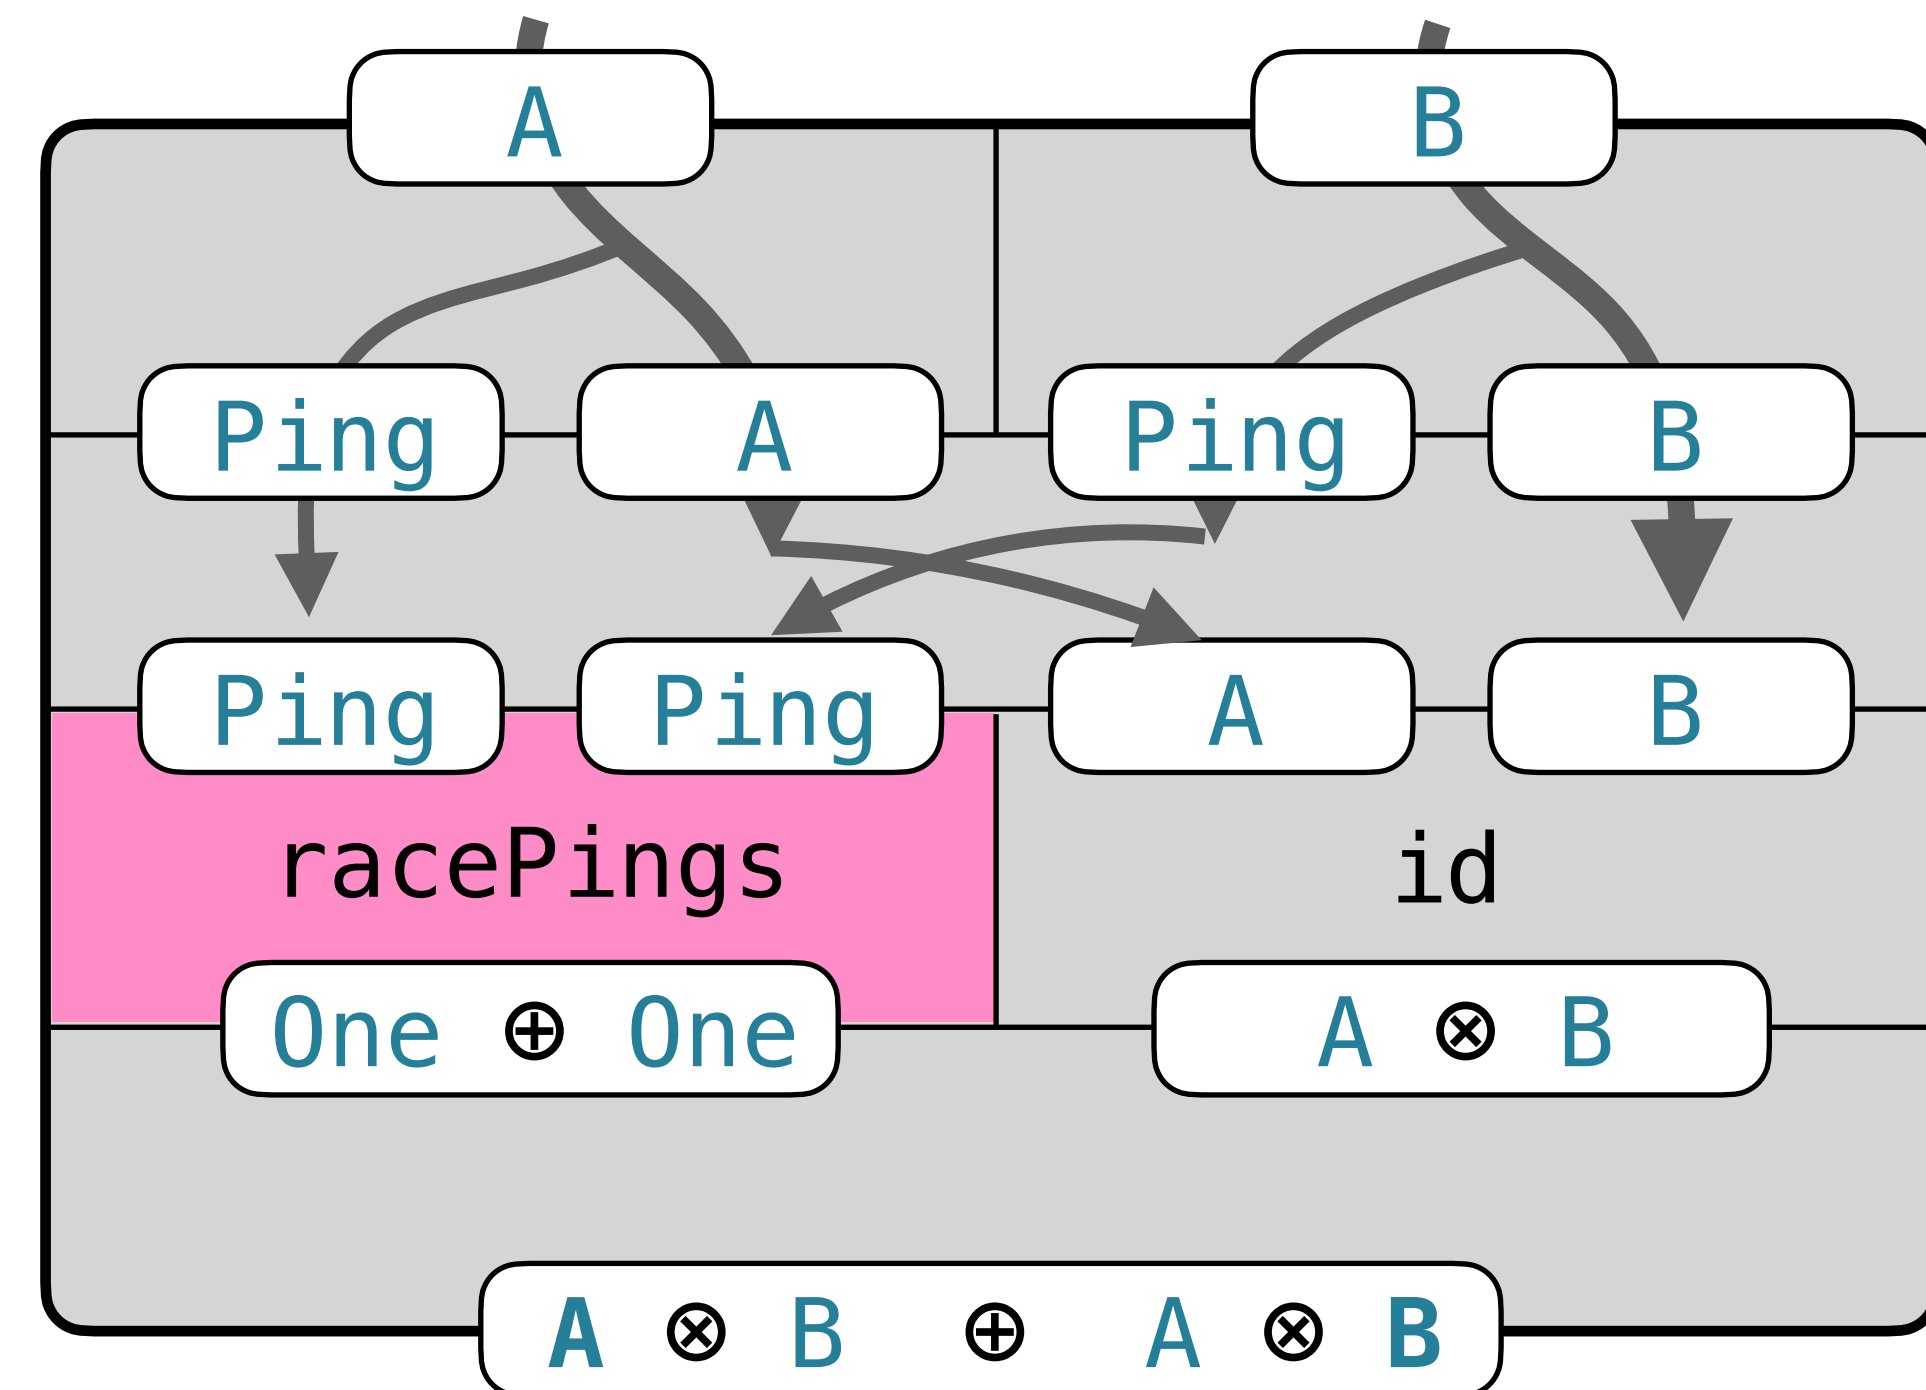 A B
Ping A Ping B
Ping Ping A B
racePings id
One ⊕ One A ⊗ B
A ⊗ B ⊕ A ⊗ B